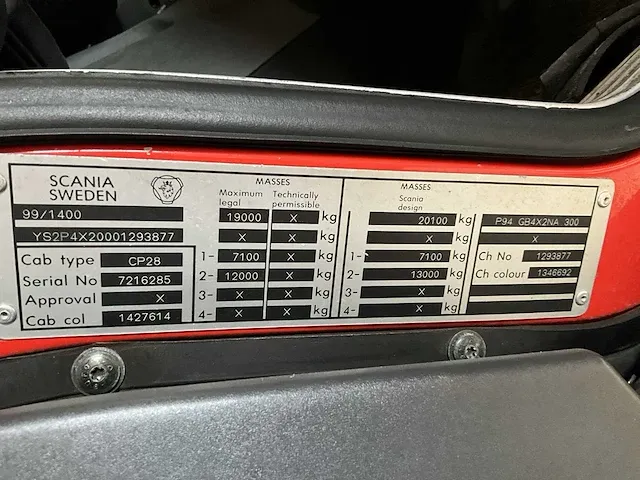 SCANIA
SWEDEN
99/1400
YS2P4X20001293877
Cab type CP28
Serial No 7216285
Approval X
Cab col 1427614
MASSES
Maximum legal Technically permissible
19000 X kg
X X kg
1- 7100 X kg
2- 12000 X kg
3- X X kg
4- X X kg
MASSES
Scania design
20100 kg
X kg
1- 7100 kg
2- 13000 kg
3- X kg
4- X kg
P94 GB4X2NA 300
X
Ch No 1293877
Ch colour 1346692